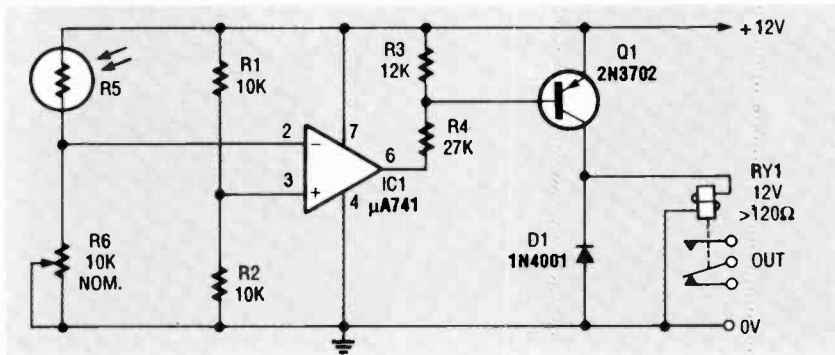 +12V
R5
R1
10K
R3
12K
Q1
2N3702
2
7
6
3
4
−
+
IC1
µA741
R4
27K
RY1
12V
>120Ω
R6
10K
NOM.
R2
10K
D1
1N4001
OUT
0V